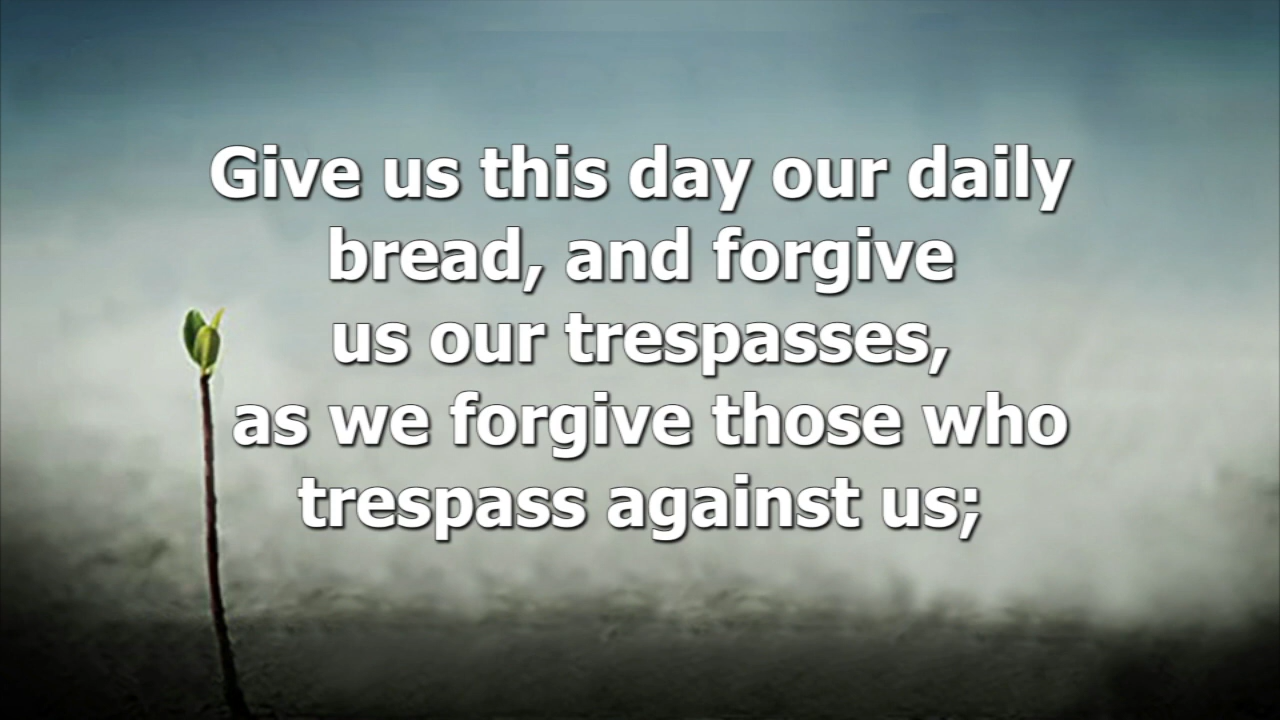 Give us this day our daily
bread, and forgive
us our trespasses,
as we forgive those who
trespass against us;